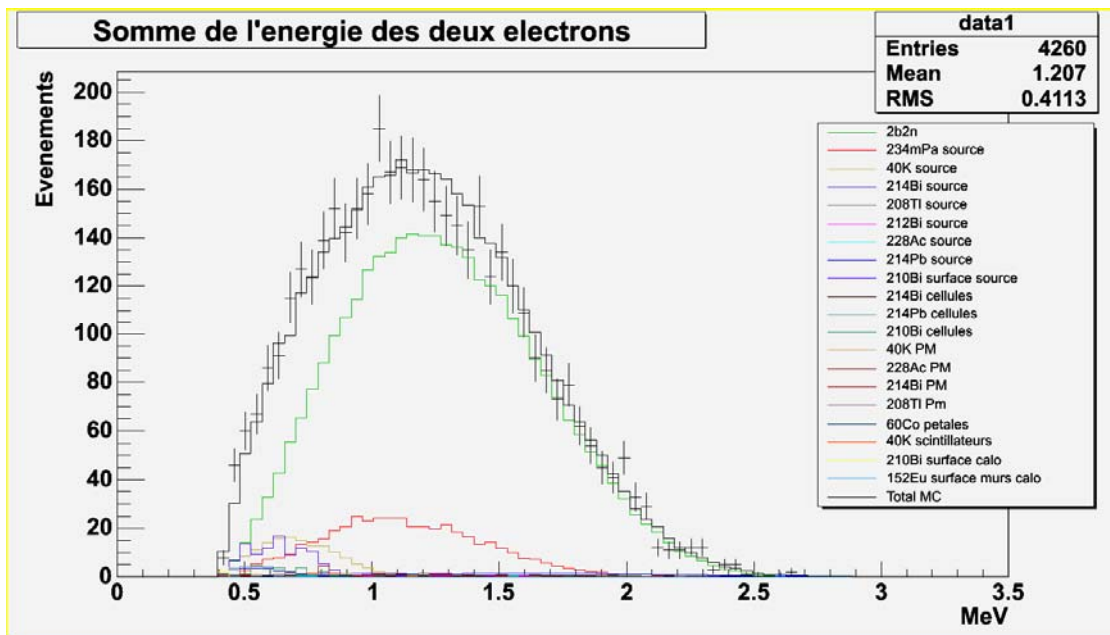 Somme de l'energie des deux electrons
data1
Entries 4260
Mean 1.207
RMS 0.4113
Evenements
200
180
160
140
120
100
80
60
40
20
0
2b2n
234mPa source
40K source
214Bi source
208Tl source
212Bi source
228Ac source
214Pb source
210Bi surface source
214Bi cellules
214Pb cellules
210Bi cellules
40K PM
228Ac PM
214Bi PM
208Tl Pm
60Co petales
40K scintillateurs
210Bi surface calo
152Eu surface murs calo
Total MC
0 0.5 1 1.5 2 2.5 3 3.5
MeV